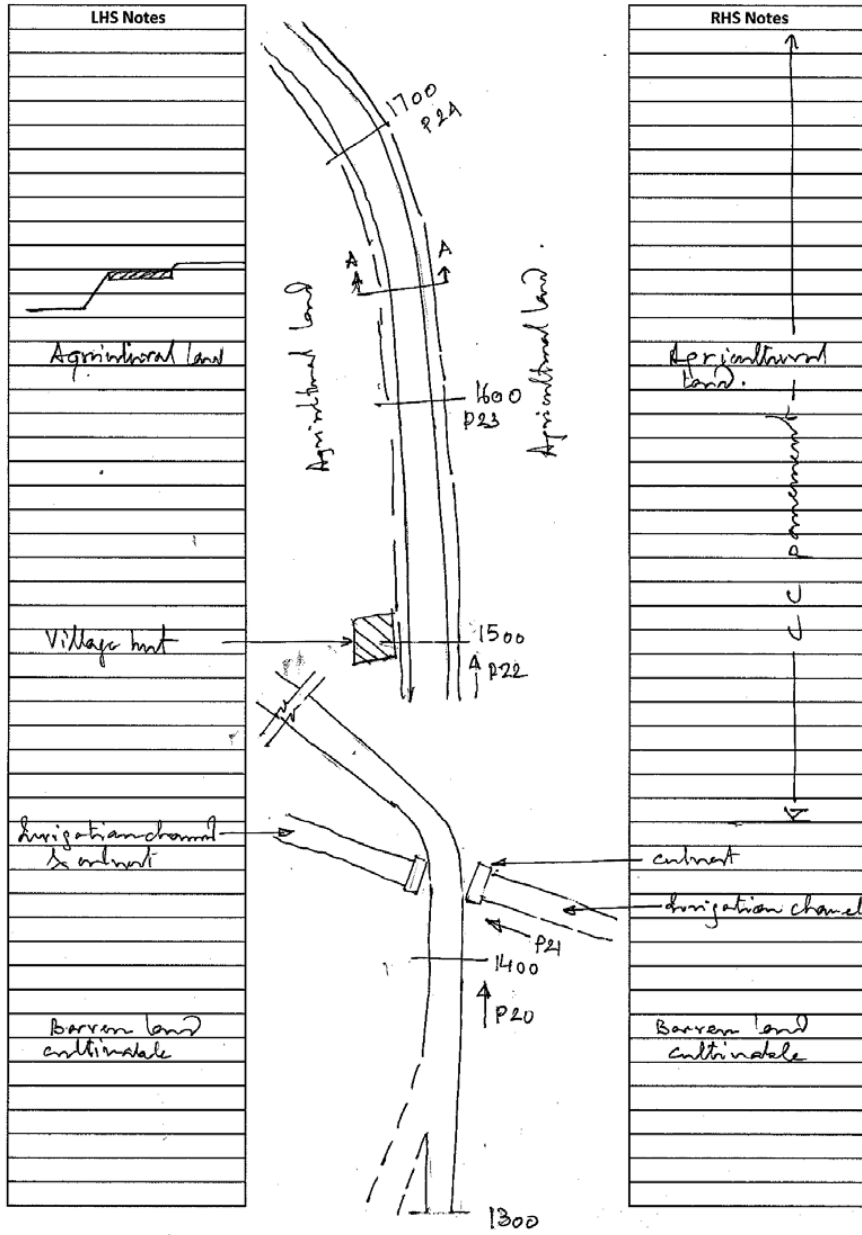 LHS Notes
RHS Notes
1700
P24
A
A
Agricultural land
Agricultural land.
Agricultural land
Agricultural
land.
1600
P23
C C pavement
Village hut
1500
P22
Irrigation channel
& culvert
culvert
Irrigation channel
P21
1400
P20
Barren land
cultivable
Barren land
cultivable
1300